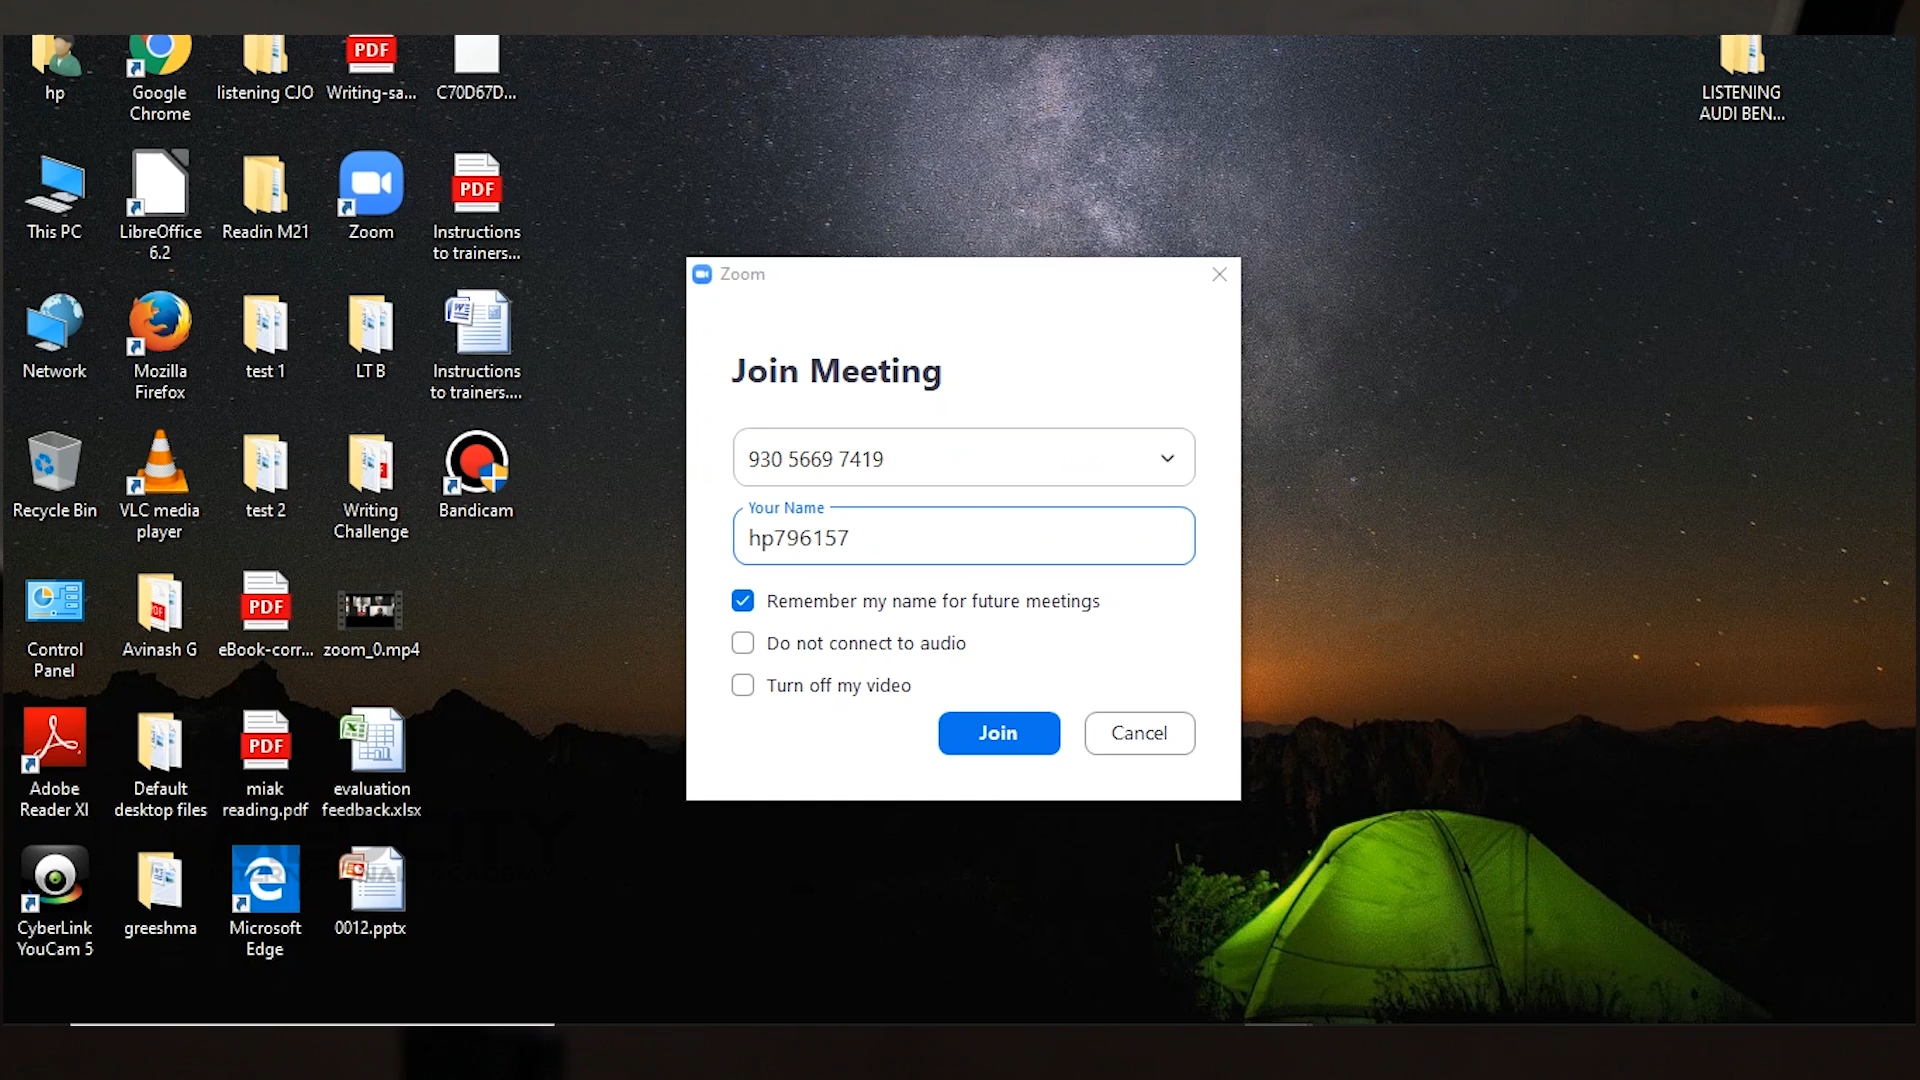 hp
Google
Chrome
listening CJO
PDF
Writing-sa...
C70D67D...
LISTENING
AUDI BEN...
This PC
LibreOffice
6.2
Readin M21
Zoom
PDF
Instructions
to trainers...
Network
Mozilla
Firefox
test 1
LT B
Instructions
to trainers....
Recycle Bin
VLC media
player
test 2
Writing
Challenge
Bandicam
Control
Panel
Avinash G
PDF
eBook-corr...
zoom_0.mp4
Adobe
Reader XI
Default
desktop files
PDF
miak
reading.pdf
evaluation
feedback.xlsx
CyberLink
YouCam 5
greeshma
Microsoft
Edge
0012.pptx
Zoom
Join Meeting
930 5669 7419
Your Name
hp796157
Remember my name for future meetings
Do not connect to audio
Turn off my video
Join
Cancel